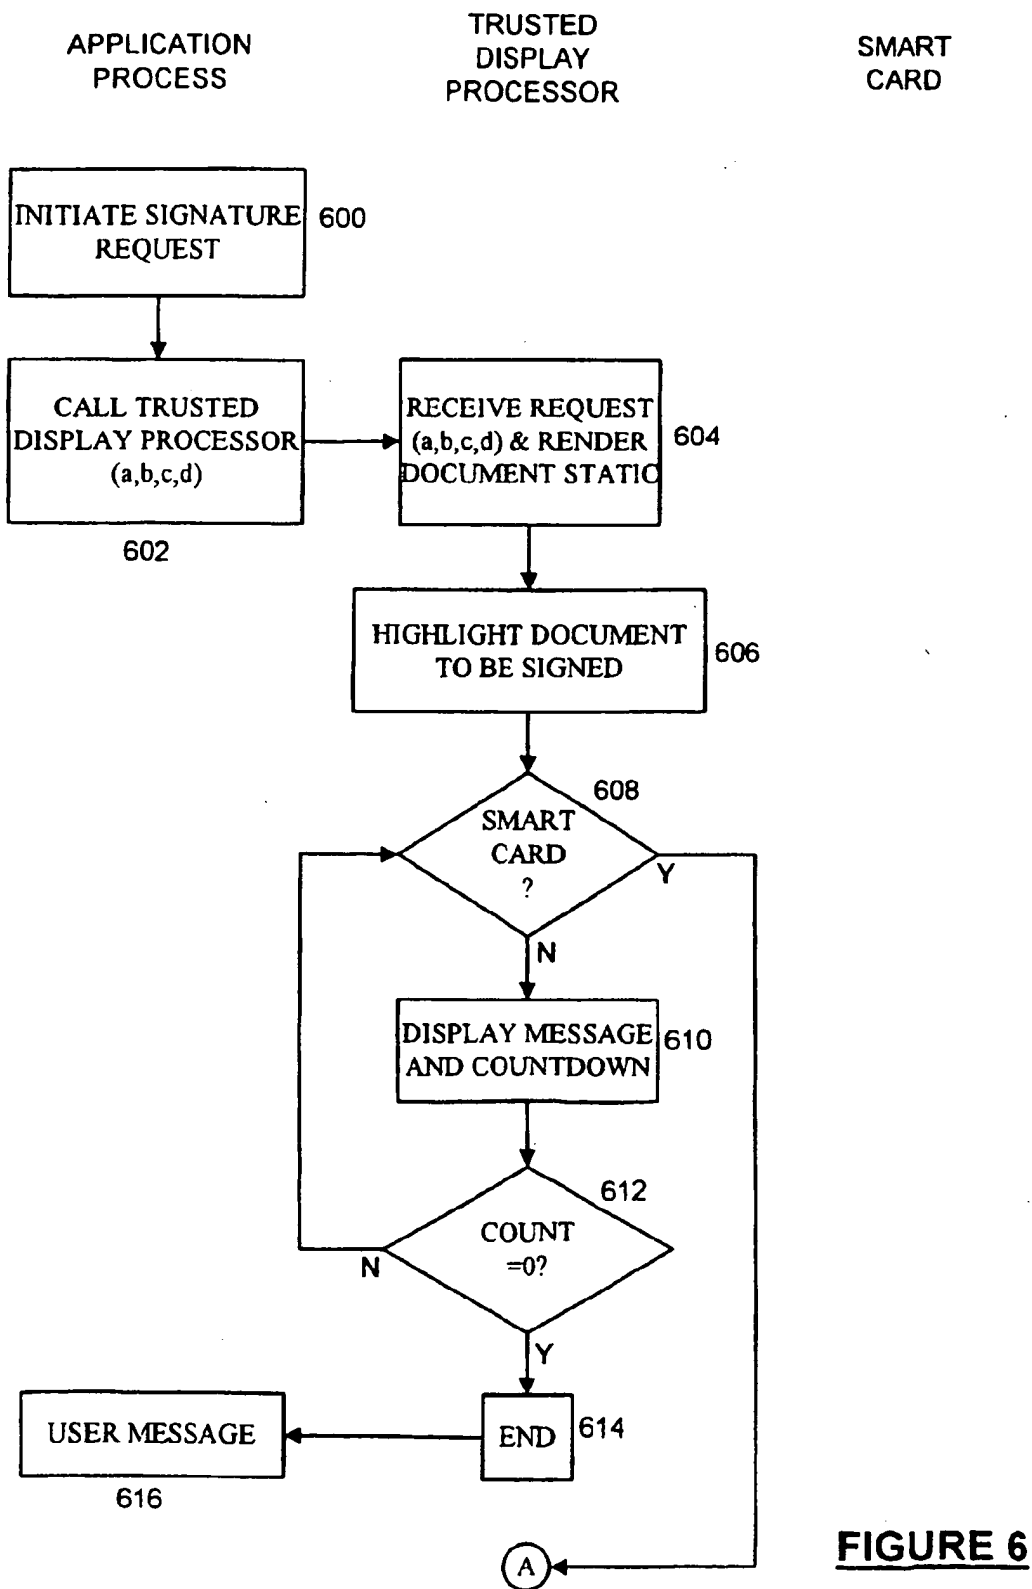 APPLICATION
PROCESS
TRUSTED
DISPLAY
PROCESSOR
SMART
CARD
INITIATE SIGNATURE
REQUEST
600
CALL TRUSTED
DISPLAY PROCESSOR
(a,b,c,d)
602
RECEIVE REQUEST
(a,b,c,d) & RENDER
DOCUMENT STATIC
604
HIGHLIGHT DOCUMENT
TO BE SIGNED
606
608
SMART
CARD
?
Y
N
DISPLAY MESSAGE
AND COUNTDOWN
610
612
COUNT
=0?
N
Y
END
614
USER MESSAGE
616
A
FIGURE 6